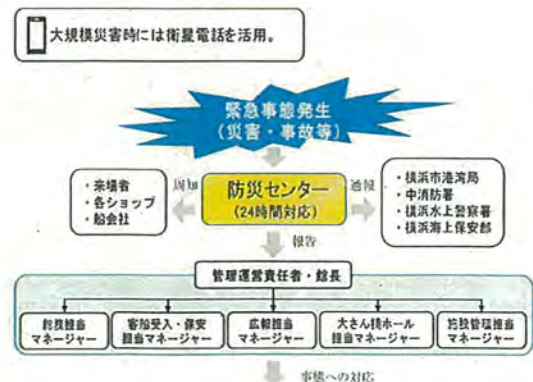 大規模災害時には衛星電話を活用。
緊急事態発生
（災害・事故等）
・来場者
・各ショップ
・船会社
周知
防災センター
（24時間対応）
通報
・横浜市港湾局
・中消防署
・横浜水上警察署
・横浜海上保安部
報告
管理運営責任者・館長
総務担当
マネージャー
客船受入・保安
担当マネージャー
広報担当
マネージャー
大さん橋ホール
担当マネージャー
施設管理担当
マネージャー
事態への対応